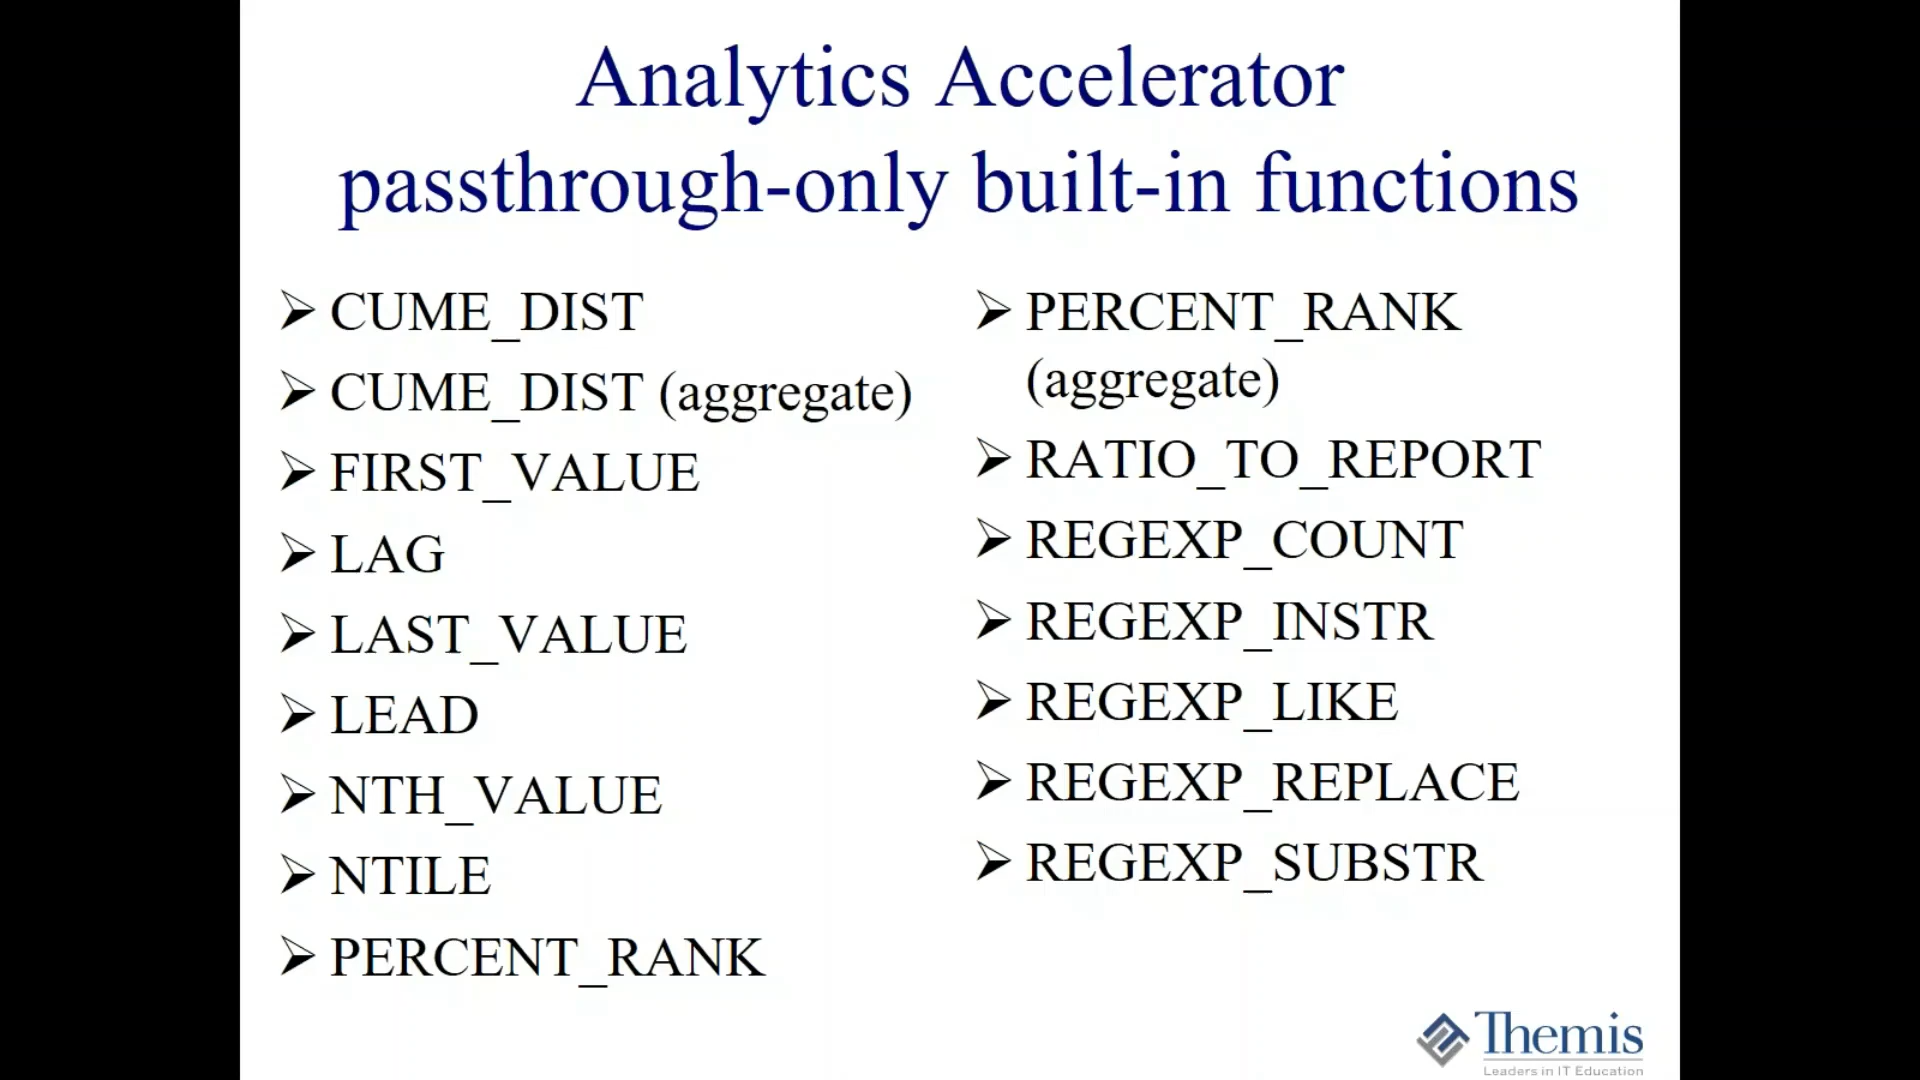 Analytics Accelerator
passthrough-only built-in functions
CUME_DIST
CUME_DIST (aggregate)
FIRST_VALUE
LAG
LAST_VALUE
LEAD
NTH_VALUE
NTILE
PERCENT_RANK
PERCENT_RANK
(aggregate)
RATIO_TO_REPORT
REGEXP_COUNT
REGEXP_INSTR
REGEXP_LIKE
REGEXP_REPLACE
REGEXP_SUBSTR
Themis
Leaders in IT Education